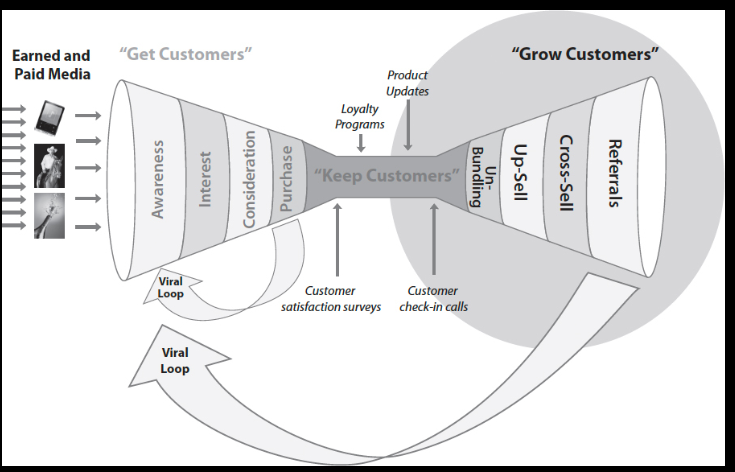 Earned and
Paid Media
“Get Customers”
“Grow Customers”
Product
Updates
Loyalty
Programs
Awareness
Interest
Consideration
Purchase
“Keep Customers”
Un-
Bundling
Up-Sell
Cross-Sell
Referrals
Viral
Loop
Customer
satisfaction surveys
Customer
check-in calls
Viral
Loop